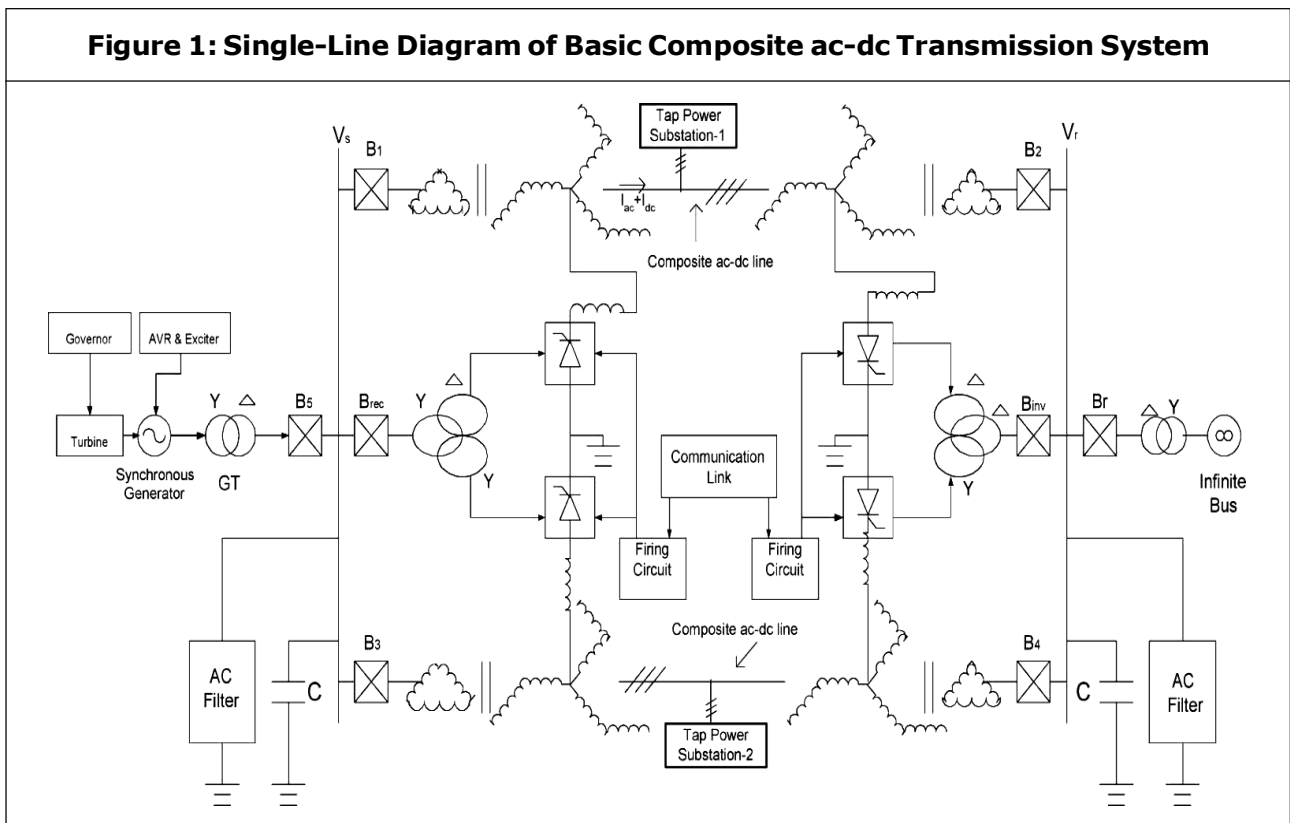 Figure 1: Single-Line Diagram of Basic Composite ac-dc Transmission System
Vs
B1
Tap Power
Substation-1
B2
Vr
Iac+Idc
Composite ac-dc line
Governor
AVR & Exciter
Turbine
Synchronous
Generator
Y Δ
GT
B5
Brec
Y
Δ
Y
Communication
Link
Firing
Circuit
Firing
Circuit
Δ
Δ
Y
Binv
Br
Δ Y
∞
Infinite
Bus
Composite ac-dc line
AC
Filter
C
B3
Tap Power
Substation-2
B4
C
AC
Filter